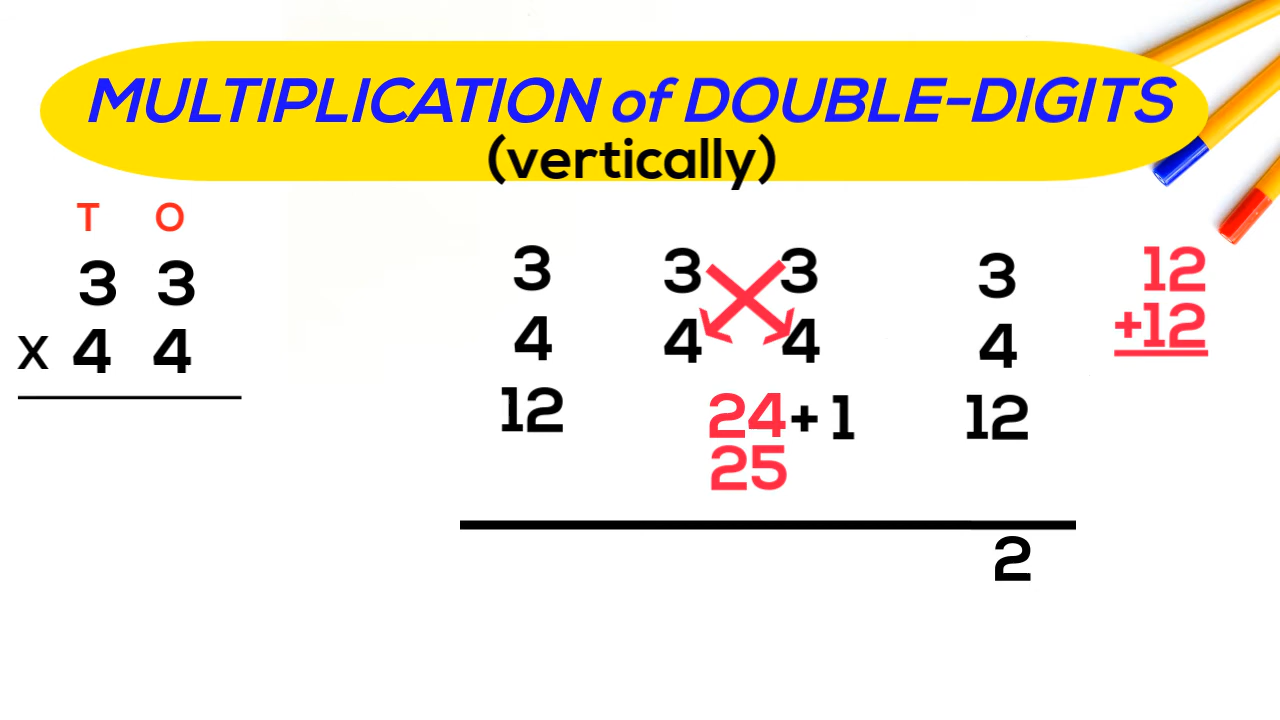 MULTIPLICATION of DOUBLE-DIGITS
(vertically)
T O
3 3
x 4 4
3 3 3 3
4 4 4 4
12 24+1 12
25
2
12
+12